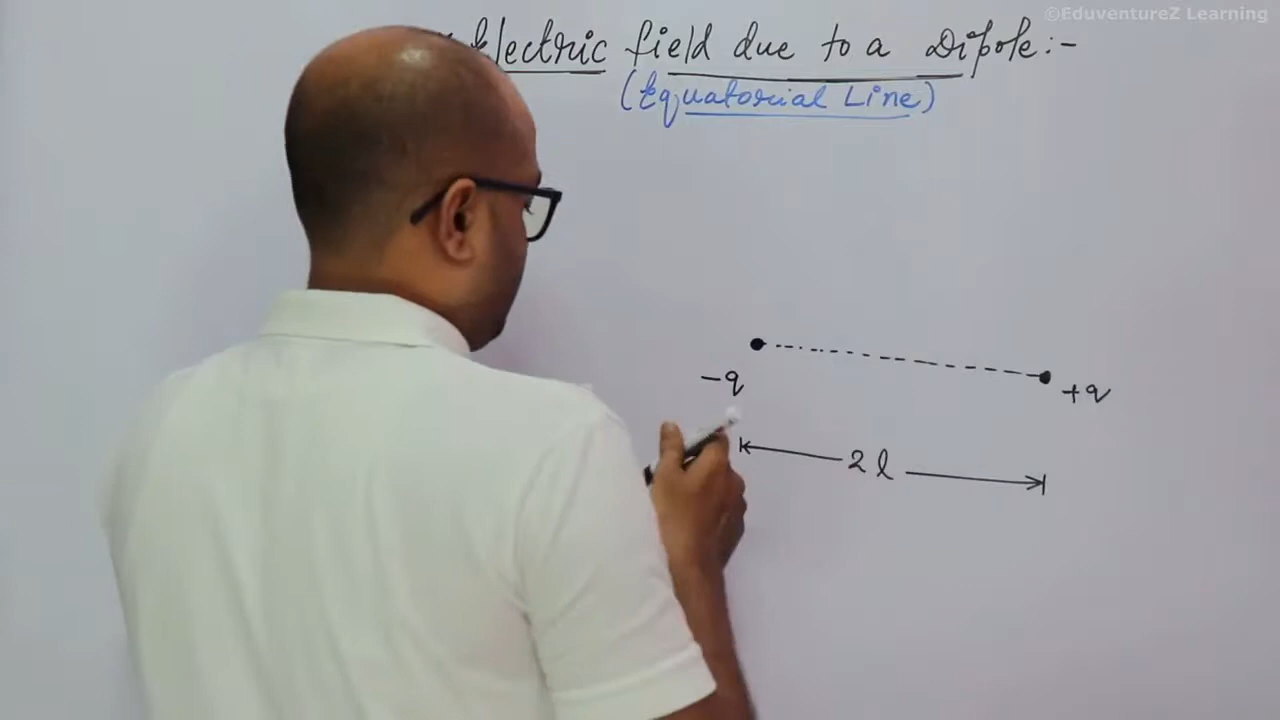 ©EduventureZ Learning
Electric field due to a Dipole:-
(Equatorial Line)
-q
+q
2l